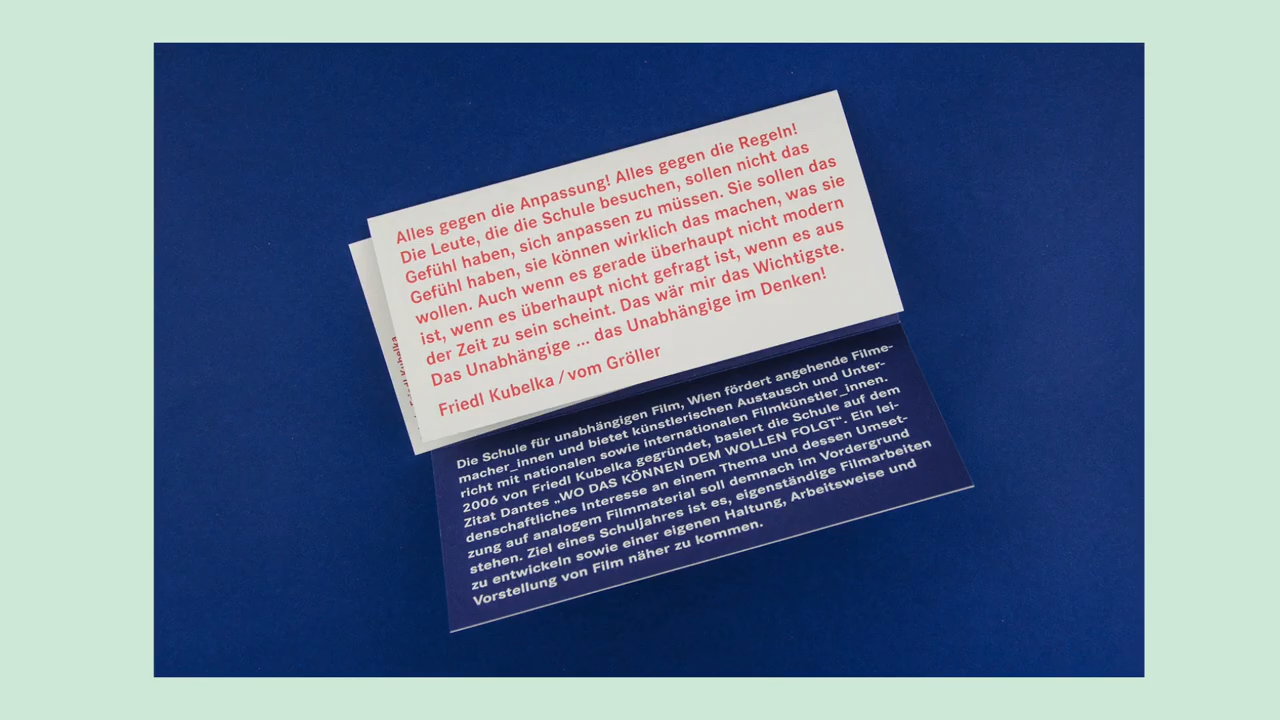 Alles gegen die Anpassung! Alles gegen die Regeln!
Die Leute, die die Schule besuchen, sollen nicht das
Gefühl haben, sich anpassen zu müssen. Sie sollen das
Gefühl haben, sie können wirklich das machen, was sie
wollen. Auch wenn es gerade überhaupt nicht modern
ist, wenn es überhaupt nicht gefragt ist, wenn es aus
der Zeit zu sein scheint. Das wär mir das Wichtigste.
Das Unabhängige ... das Unabhängige im Denken!
Friedl Kubelka / vom Gröller
Die Schule für unabhängigen Film, Wien fördert angehende Filme-
macher_innen und bietet künstlerischen Austausch und Unter-
richt mit nationalen sowie internationalen Filmkünstler_innen.
2006 von Friedl Kubelka gegründet, basiert die Schule auf dem
Zitat Dantes „WO DAS KÖNNEN DEM WOLLEN FOLGT“. Ein lei-
denschaftliches Interesse an einem Thema und dessen Umset-
zung auf analogem Filmmaterial soll demnach im Vordergrund
stehen. Ziel eines Schuljahres ist es, eigenständige Filmarbeiten
zu entwickeln sowie einer eigenen Haltung, Arbeitsweise und
Vorstellung von Film näher zu kommen.